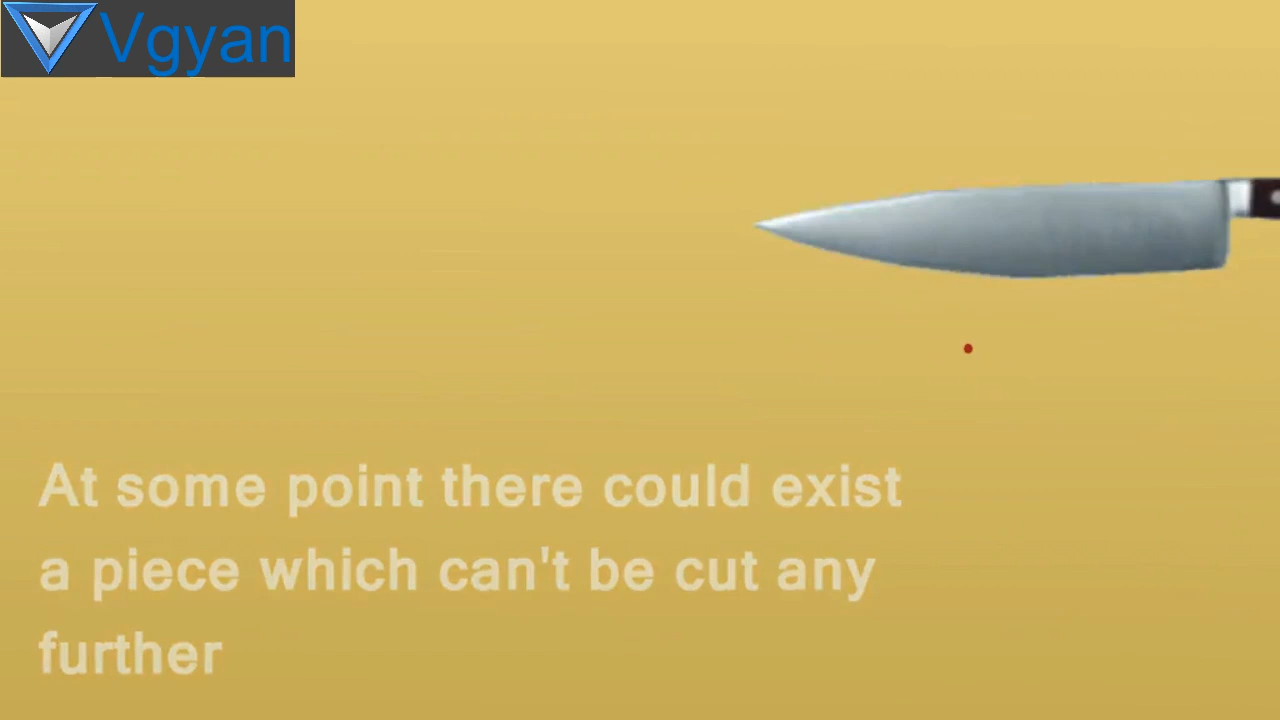 Vgyan
At some point there could exist
a piece which can't be cut any
further